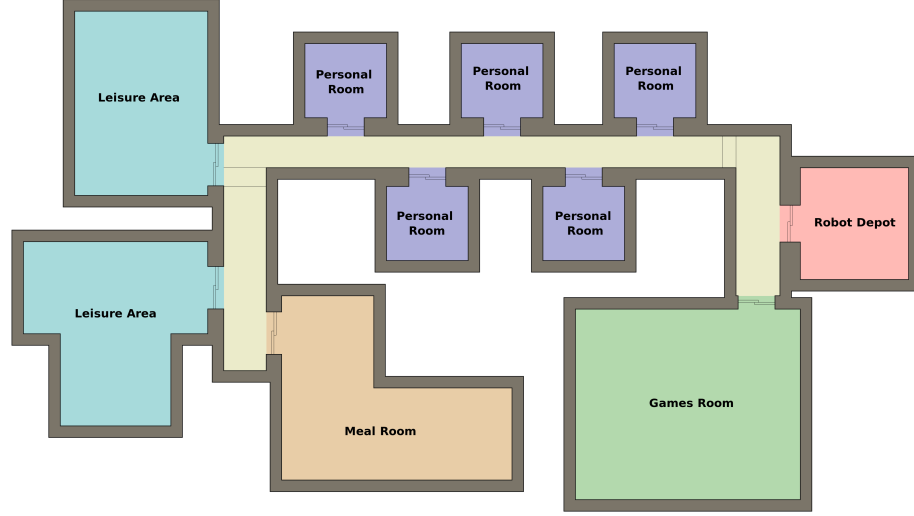 Leisure Area
Personal
Room
Personal
Room
Personal
Room
Personal
Room
Personal
Room
Robot Depot
Leisure Area
Meal Room
Games Room